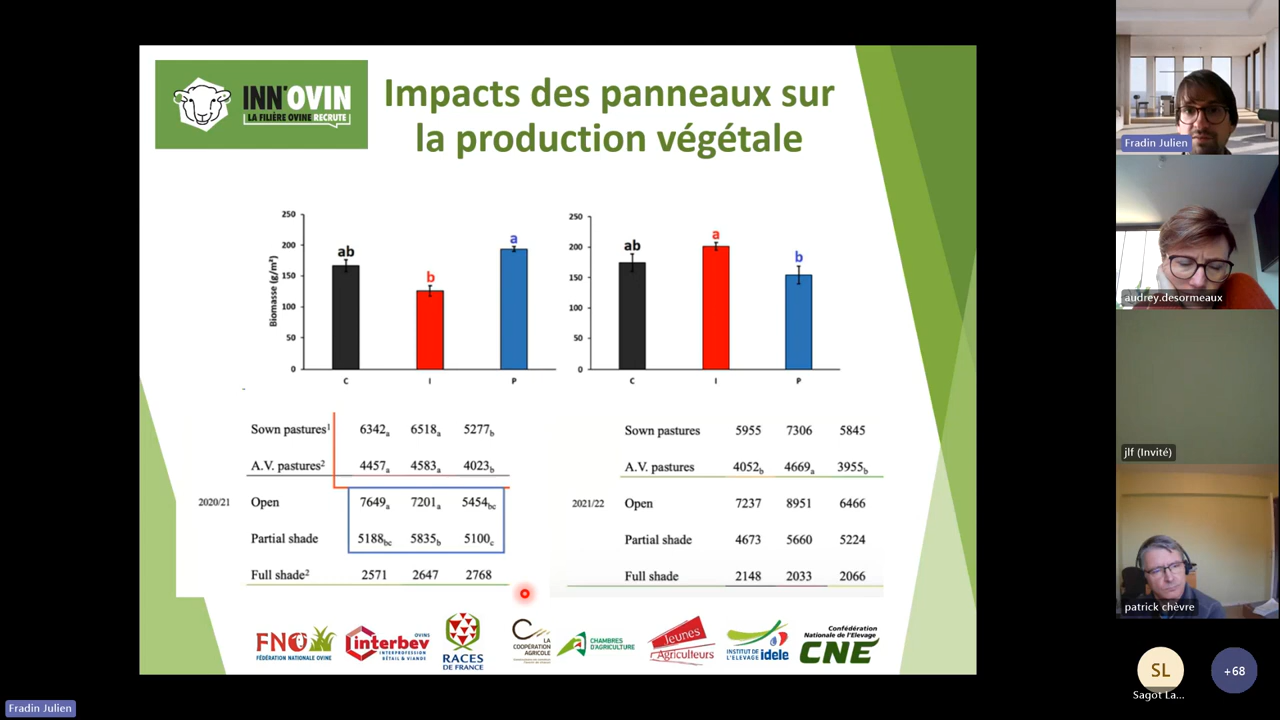 INN'OVIN
LA FILIÈRE OVINE RECRUTE
Impacts des panneaux sur
la production végétale
Biomasse (g/m²)
250
200
150
100
50
0
ab
b
a
C
I
P
250
200
150
100
50
0
ab
a
b
C
I
P
Sown pastures¹ 6342a 6518a 5277b
A.V. pastures² 4457a 4583a 4023b
2020/21 Open 7649a 7201a 5454bc
Partial shade 5188bc 5835b 5100c
Full shade² 2571 2647 2768
Sown pastures 5955 7306 5845
A.V. pastures 4052b 4669a 3955b
2021/22 Open 7237 8951 6466
Partial shade 4673 5660 5224
Full shade 2148 2033 2066
FNO
FÉDÉRATION NATIONALE OVINE
interbev
OVINS
INTERPROFESSION
BÉTAIL & VIANDE
RACES
DE FRANCE
LA
COOPÉRATION
AGRICOLE
CHAMBRES
D'AGRICULTURE
Jeunes
Agriculteurs
INSTITUT DE
L'ELEVAGE idele
Confédération
Nationale de l'Elevage
CNE
Fradin Julien
audrey.desormeaux
jlf (Invité)
patrick chèvre
SL
Sagot La...
+68
Fradin Julien